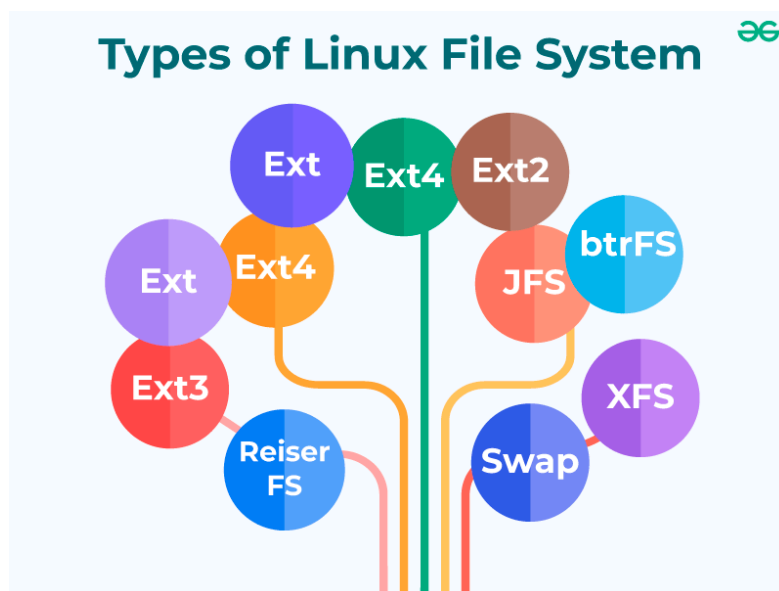 Types of Linux File System
Ext
Ext4
Ext2
btrFS
Ext
Ext4
JFS
Ext3
XFS
Reiser
FS
Swap